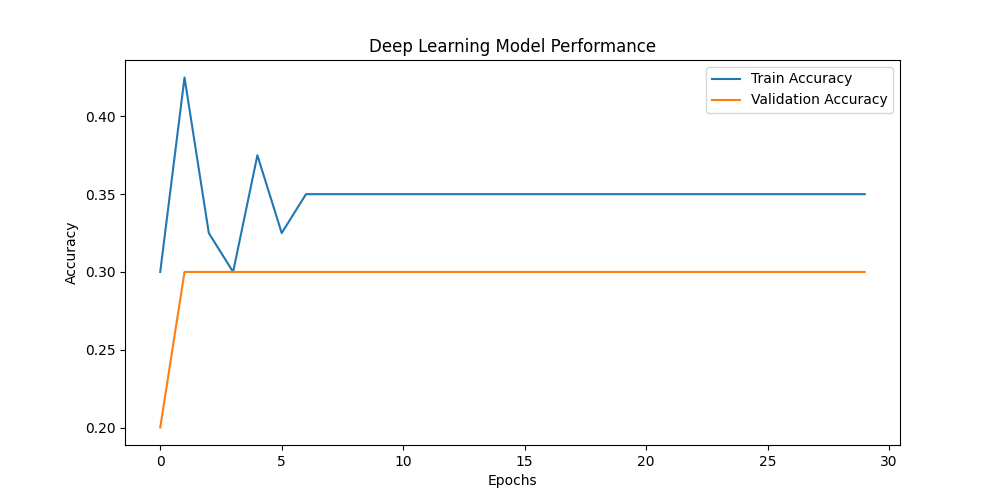 Deep Learning Model Performance
Train Accuracy
Validation Accuracy
0.40
0.35
0.30
0.25
0.20
Accuracy
0 5 10 15 20 25 30
Epochs